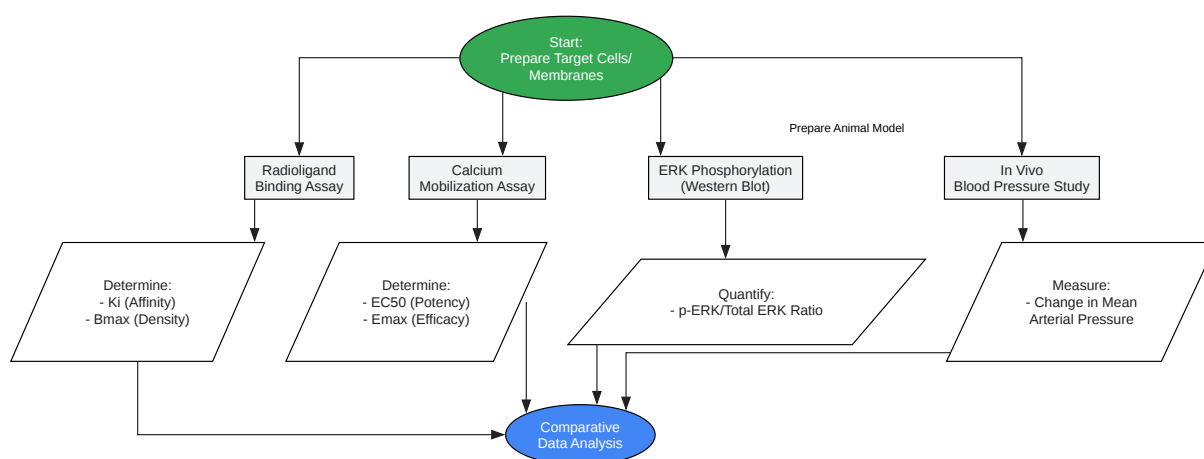 Start:
Prepare Target Cells/
Membranes
Prepare Animal Model
Radioligand
Binding Assay
Calcium
Mobilization Assay
ERK Phosphorylation
(Western Blot)
In Vivo
Blood Pressure Study
Determine:
- Ki (Affinity)
- Bmax (Density)
Determine:
- EC50 (Potency)
- Emax (Efficacy)
Quantify:
- p-ERK/Total ERK Ratio
Measure:
- Change in Mean
Arterial Pressure
Comparative
Data Analysis